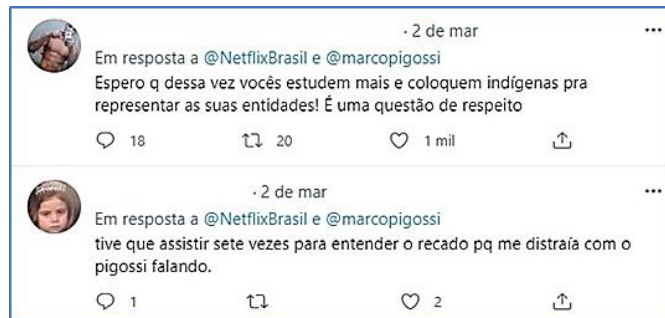 · 2 de mar
Em resposta a @NetflixBrasil e @marcopigossi
Espero q dessa vez vocês estudem mais e coloquem indígenas pra
representar as suas entidades! É uma questão de respeito
18 20 1 mil
· 2 de mar
Em resposta a @NetflixBrasil e @marcopigossi
tive que assistir sete vezes para entender o recado pq me distraía com o
pigossi falando.
1 2